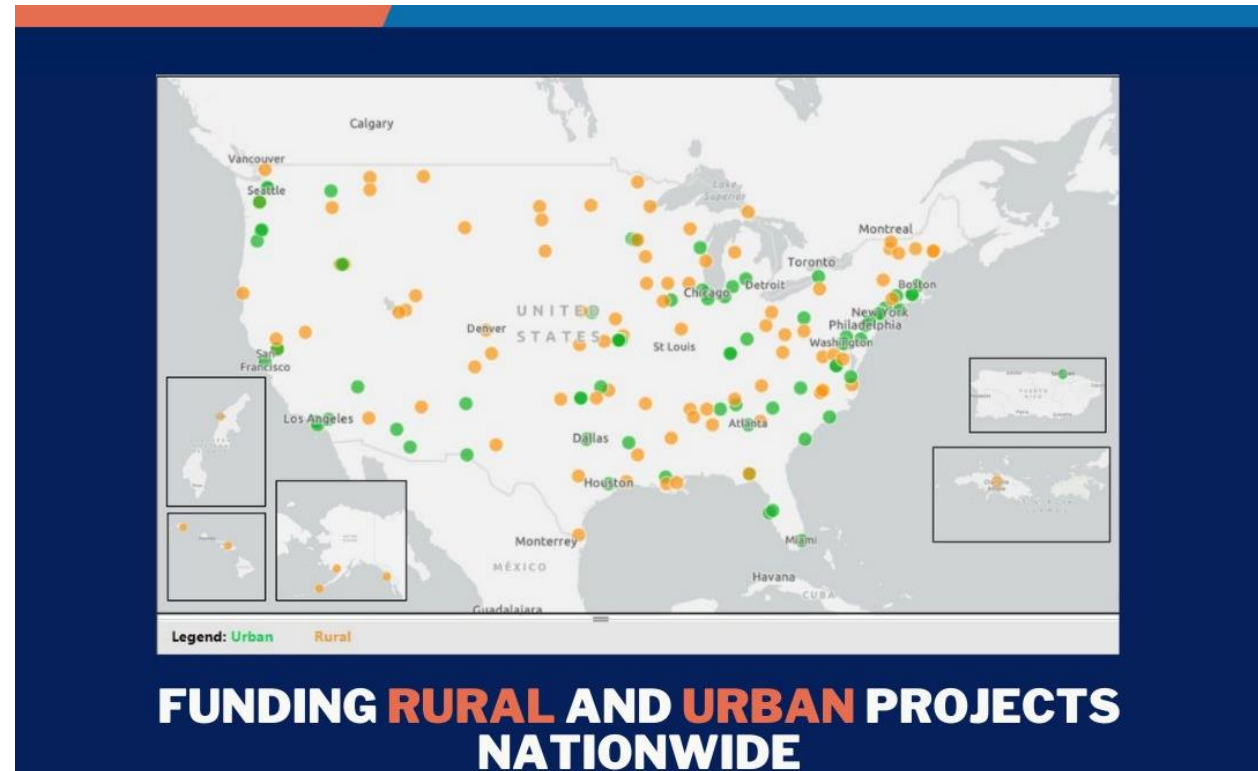 Calgary
Vancouver
Seattle
Lake
Superior
Montreal
Toronto
Boston
Chicago
Detroit
UNITED
STATES
New York
Philadelphia
Denver
Washington
St Louis
San
Francisco
Los Angeles
Atlanta
Dallas
Houston
Monterrey
Miami
MÉXICO
Havana
CUBA
Guadalajara
PUERTO
RICO
Legend: Urban Rural
FUNDING RURAL AND URBAN PROJECTS
NATIONWIDE